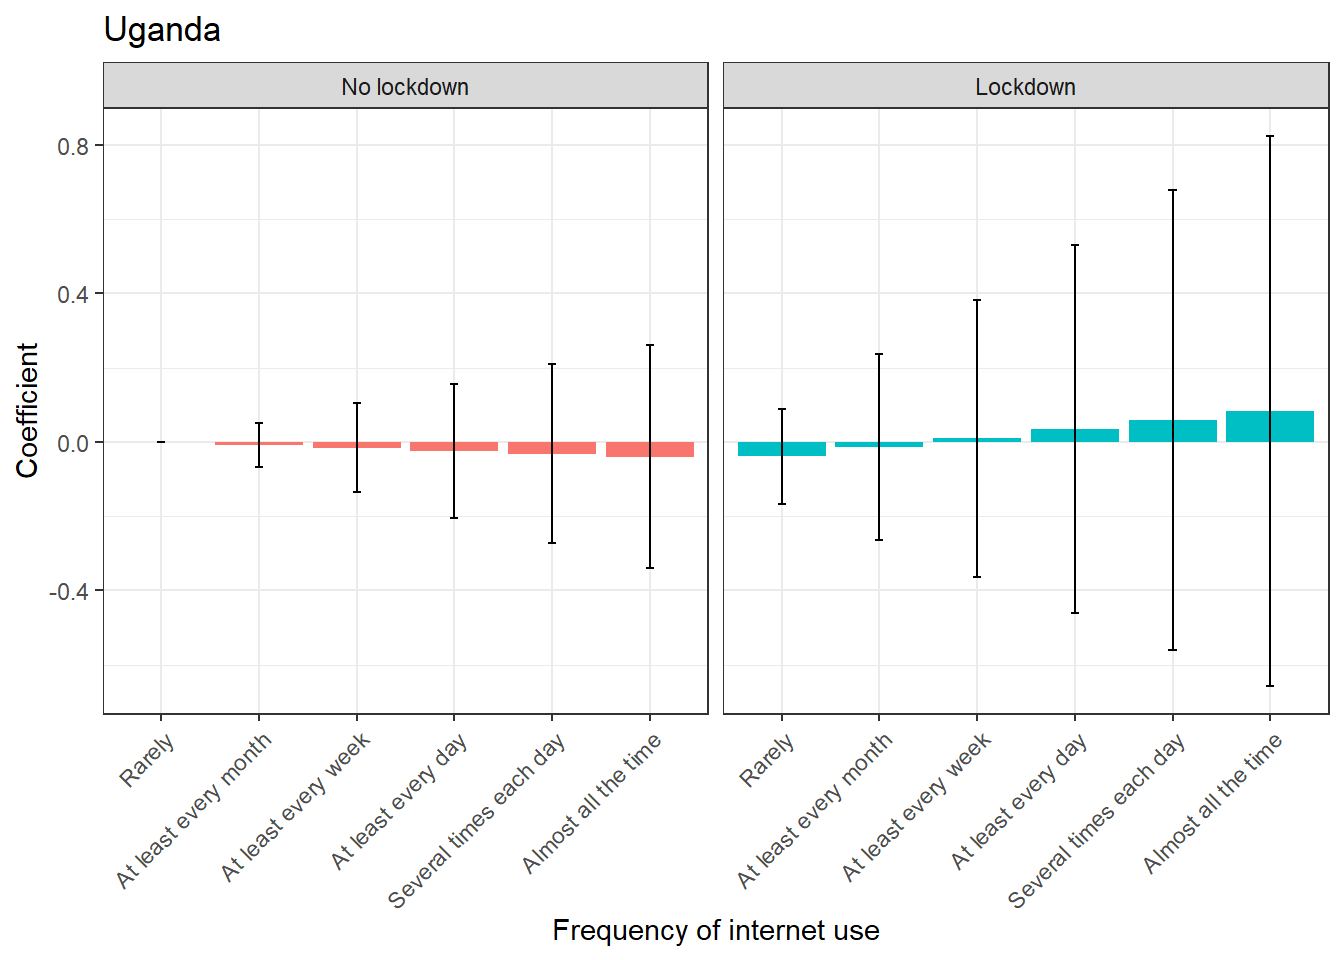 Uganda
No lockdown
Lockdown
Coefficient
0.8
0.4
0.0
-0.4
Rarely
At least every month
At least every week
At least every day
Several times each day
Almost all the time
Rarely
At least every month
At least every week
At least every day
Several times each day
Almost all the time
Frequency of internet use